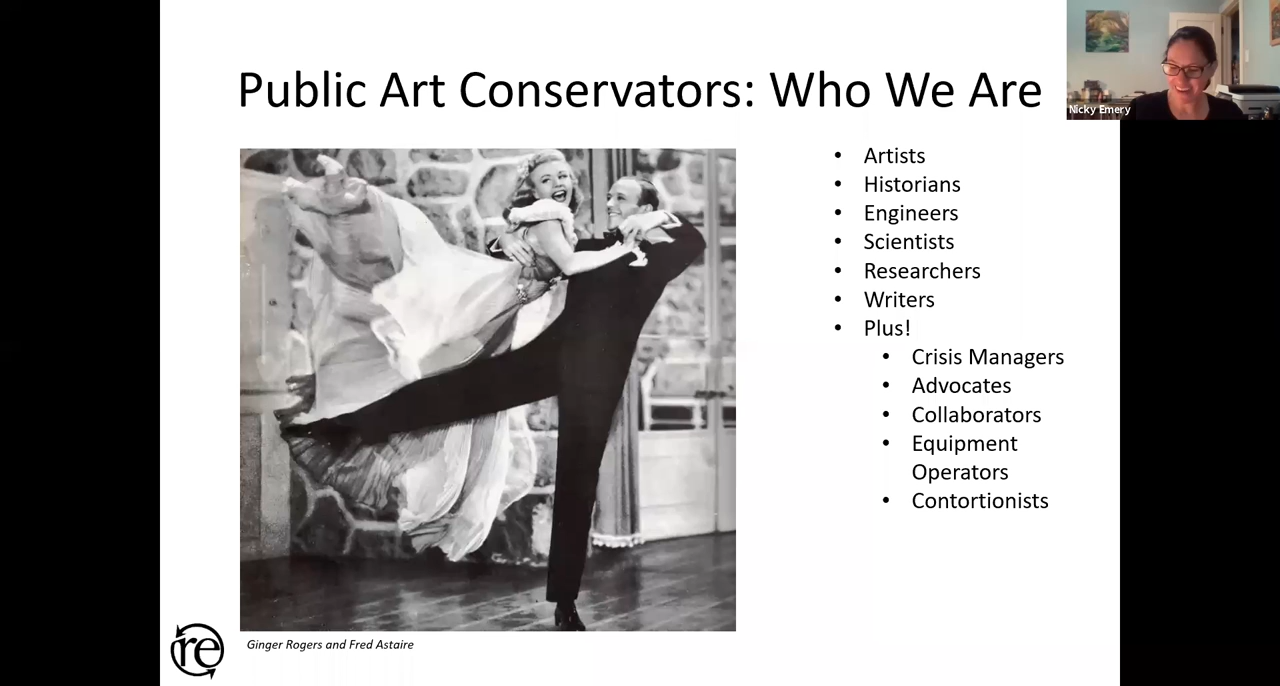 Public Art Conservators: Who We Are
Nicky Emery
• Artists
• Historians
• Engineers
• Scientists
• Researchers
• Writers
• Plus!
• Crisis Managers
• Advocates
• Collaborators
• Equipment
Operators
• Contortionists
re
Ginger Rogers and Fred Astaire